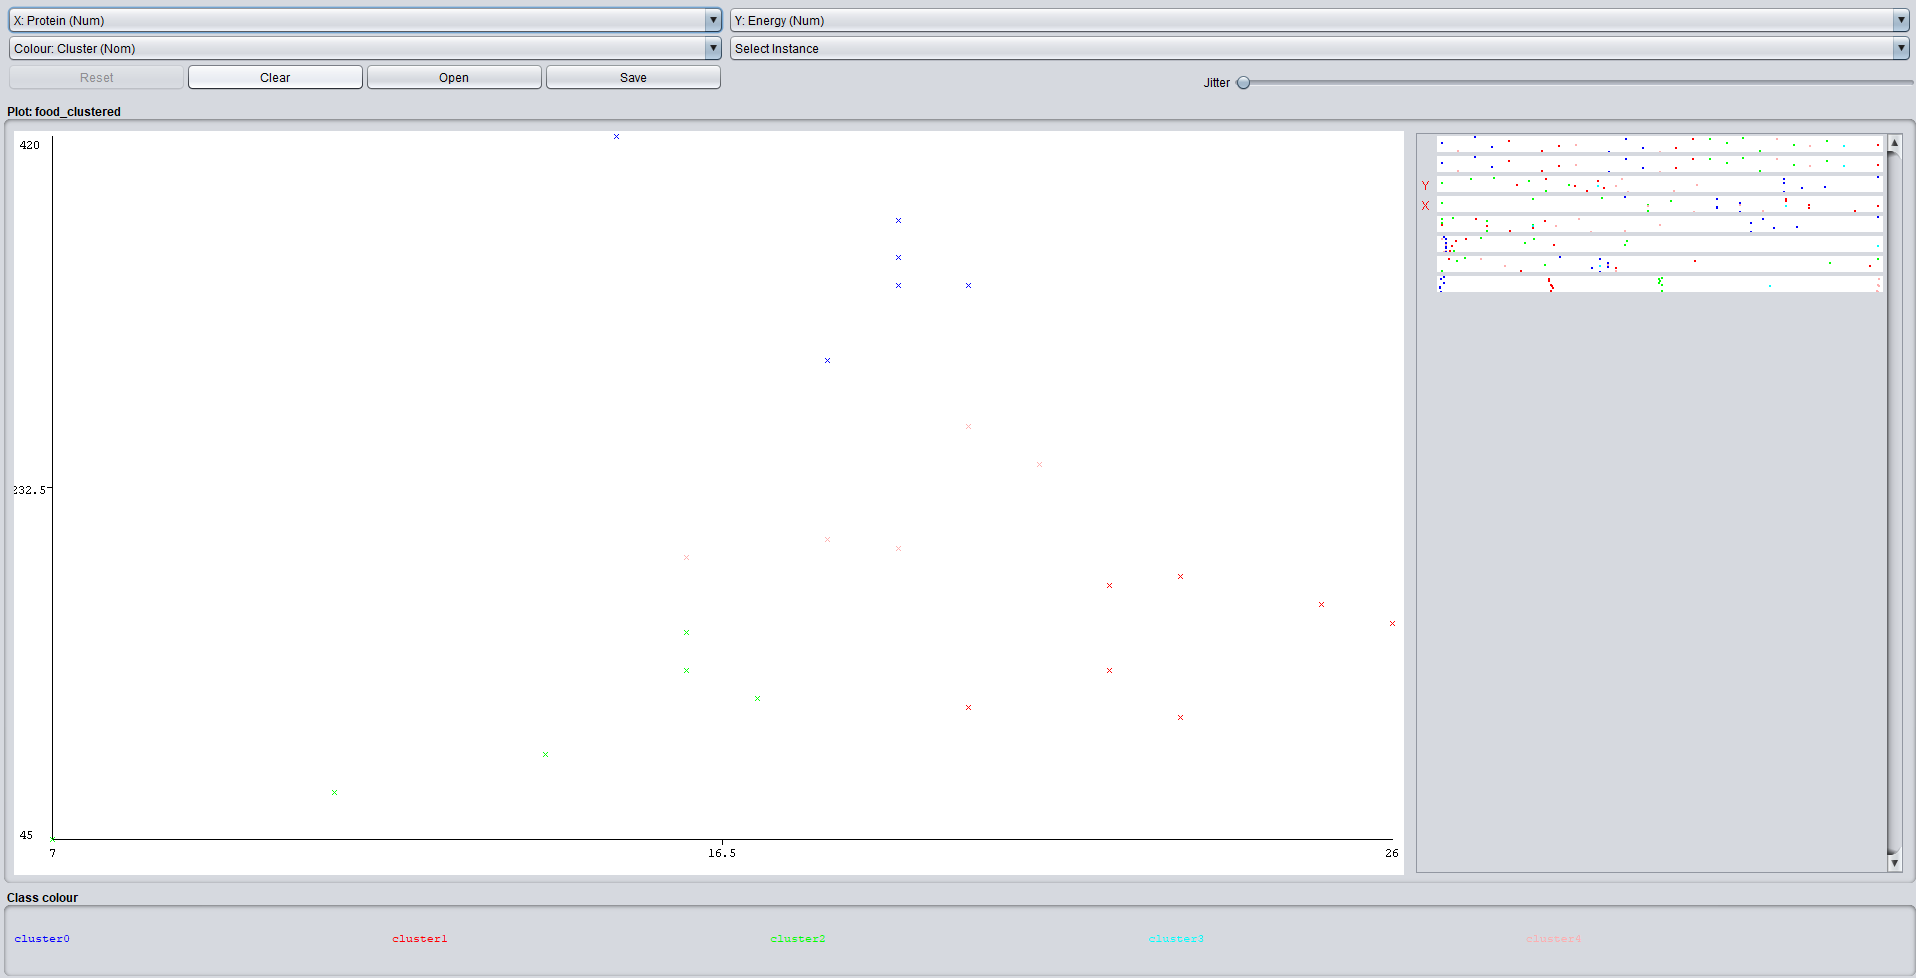 X: Protein (Num) Y: Energy (Num)
Colour: Cluster (Nom) Select Instance
Reset Clear Open Save Jitter
Plot: food_clustered
420
Y
X
232.5
45
7 16.5 26
Class colour
cluster0 cluster1 cluster2 cluster3 cluster4